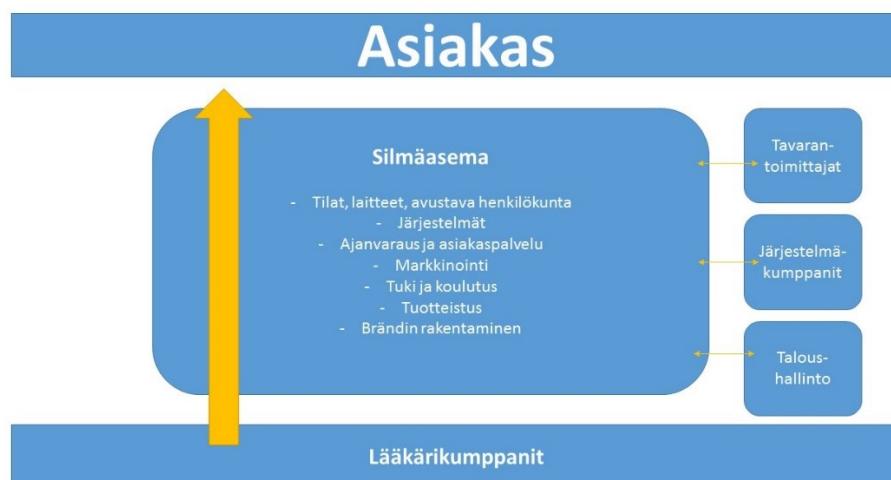 Asiakas
Silmäasema
- Tilat, laitteet, avustava henkilökunta
- Järjestelmät
- Ajanvaraus ja asiakaspalvelu
- Markkinointi
- Tuki ja koulutus
- Tuotteistus
- Brändin rakentaminen
Tavaran-
toimittajat
Järjestelmä-
kumppanit
Talous-
hallinto
Lääkärikumppanit